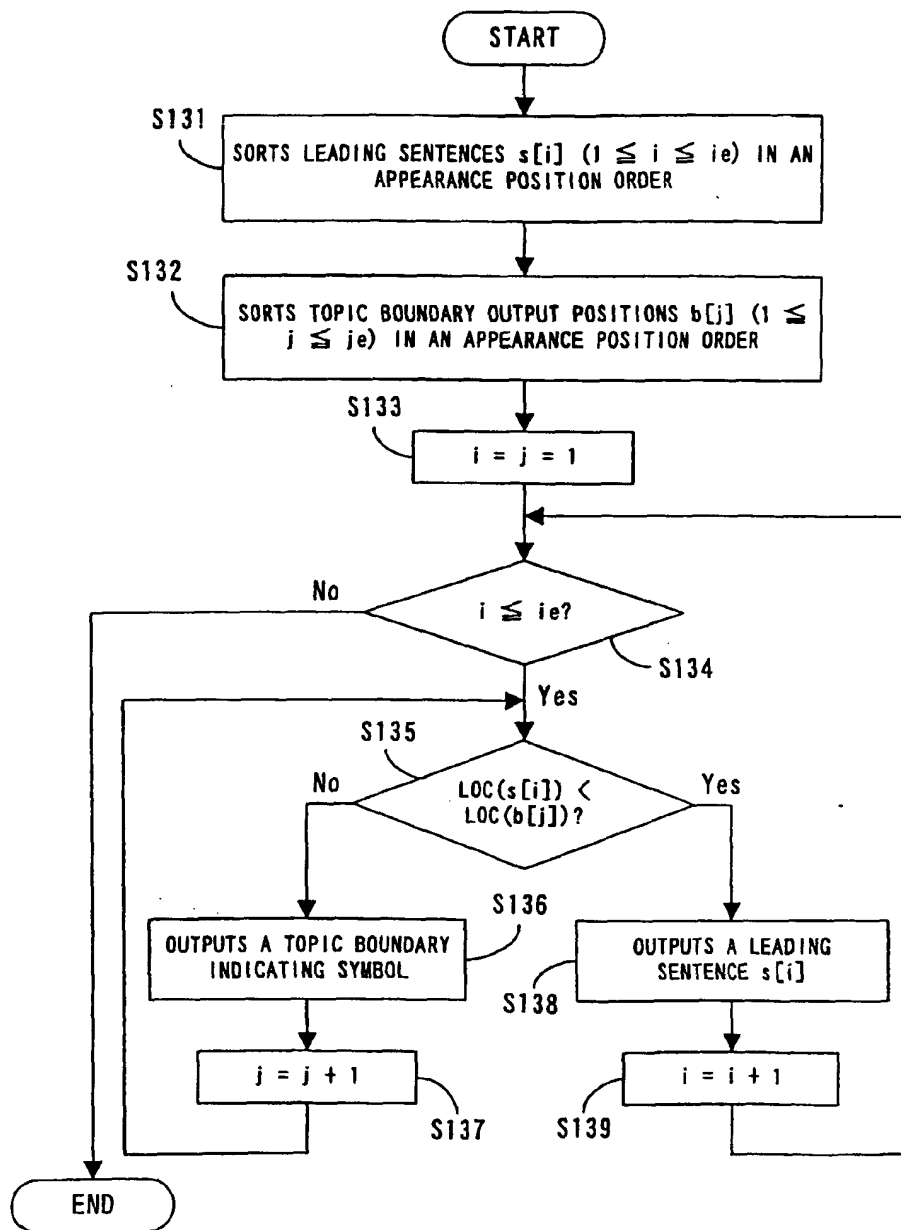 START
S131
SORTS LEADING SENTENCES s[i] (1 ≦ i ≦ ie) IN AN
APPEARANCE POSITION ORDER
S132
SORTS TOPIC BOUNDARY OUTPUT POSITIONS b[j] (1 ≦
j ≦ je) IN AN APPEARANCE POSITION ORDER
S133
i = j = 1
No
i ≦ ie?
S134
Yes
S135
No
LOC(s[i]) <
LOC(b[j])?
Yes
S136
OUTPUTS A TOPIC BOUNDARY
INDICATING SYMBOL
OUTPUTS A LEADING
SENTENCE s[i]
S138
j = j + 1
i = i + 1
S137
S139
END